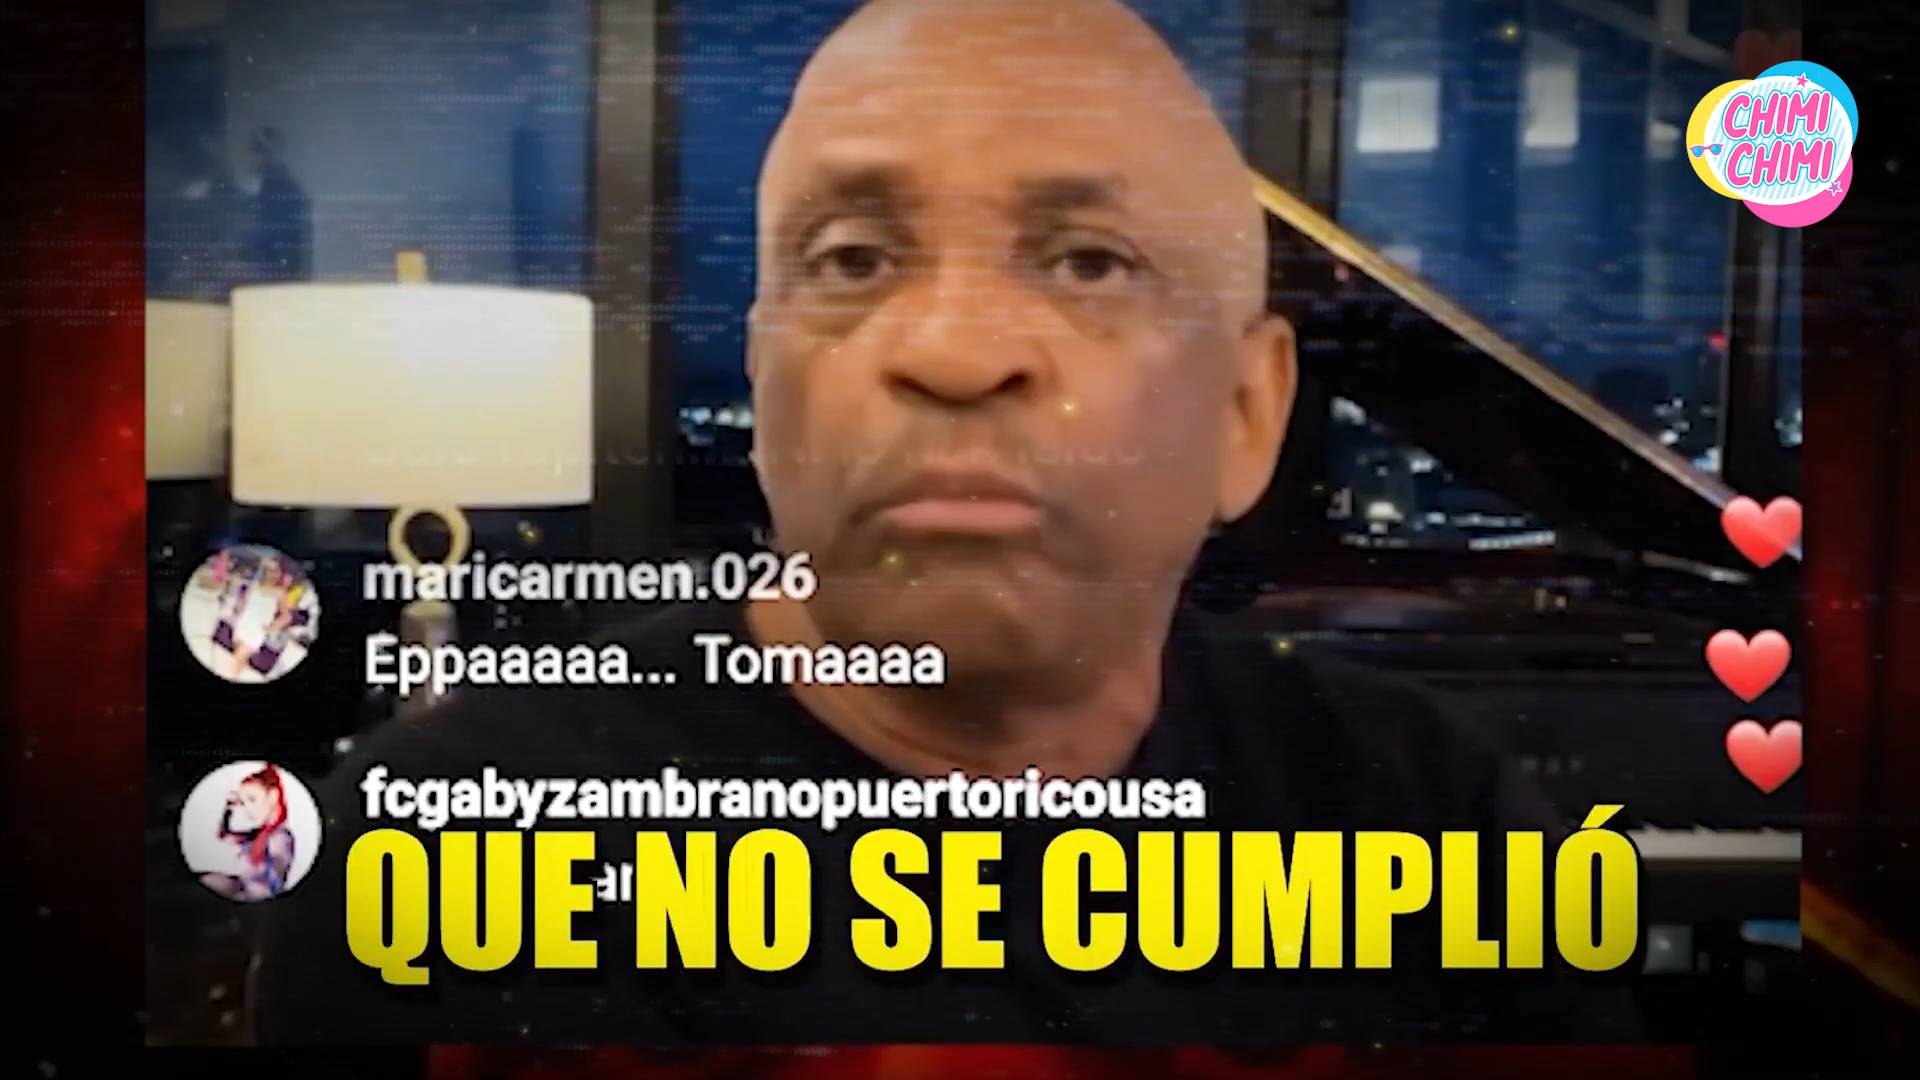 CHIMI
CHIMI
maricarmen.026
Eppaaaaa... Tomaaaa
fcgabyzambranopuertoricousa
QUE NO SE CUMPLIÓ